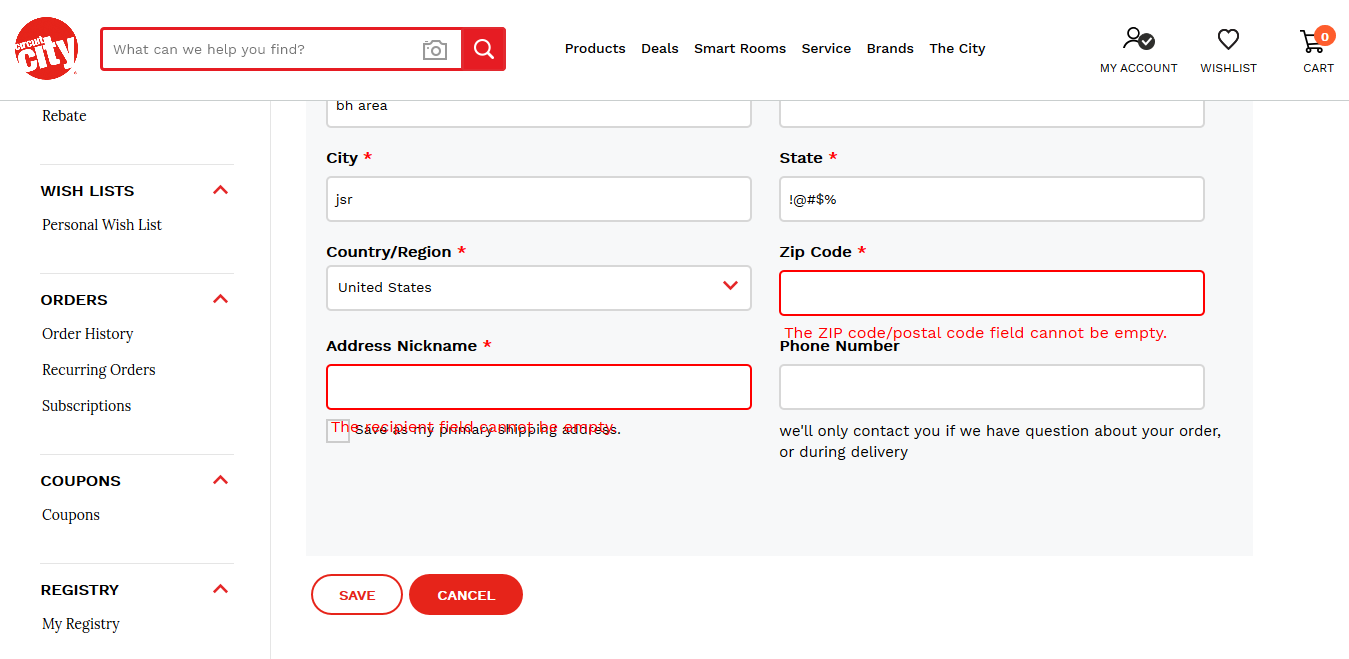 circuit
city
What can we help you find?
Products Deals Smart Rooms Service Brands The City
0
MY ACCOUNT WISHLIST CART
Rebate
WISH LISTS
Personal Wish List
ORDERS
Order History
Recurring Orders
Subscriptions
COUPONS
Coupons
REGISTRY
My Registry
bh area
City *
State *
jsr
!@#$%
Country/Region *
Zip Code *
United States
The ZIP code/postal code field cannot be empty.
Address Nickname *
Phone Number
The recipient field cannot be empty.
Save as my primary shipping address.
we'll only contact you if we have question about your order,
or during delivery
SAVE CANCEL